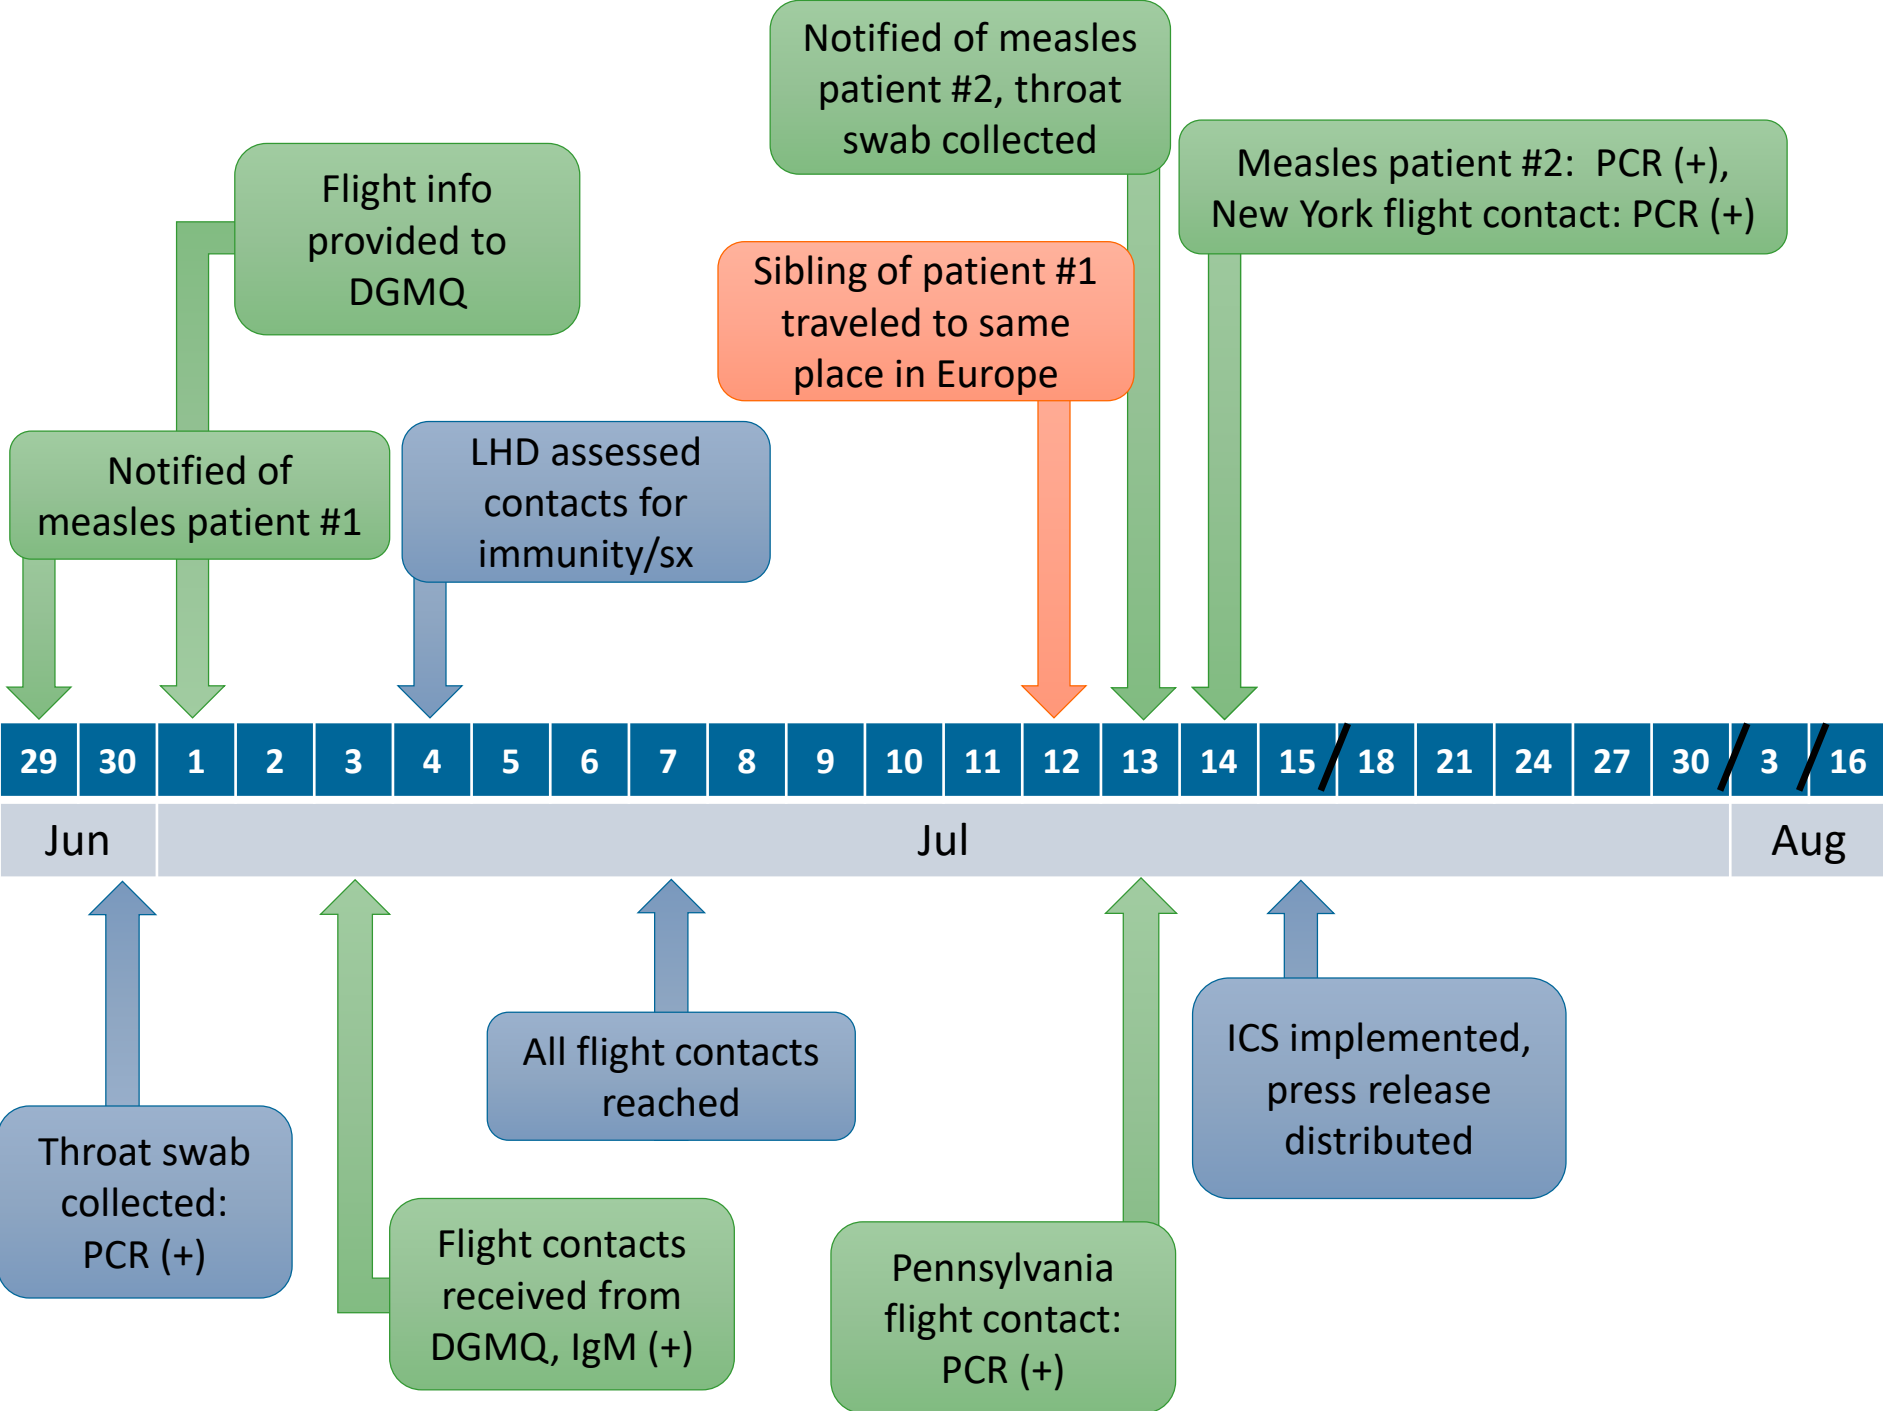 Notified of measles
patient #2, throat
swab collected
Flight info
provided to
DGMQ
Measles patient #2:  PCR (+),
New York flight contact: PCR (+)
Sibling of patient #1
traveled to same
place in Europe
Notified of
measles patient #1
LHD assessed
contacts for
immunity/sx
29 30 1 2 3 4 5 6 7 8 9 10 11 12 13 14 15 18 21 24 27 30 3 16
Jun Jul Aug
Throat swab
collected:
PCR (+)
Flight contacts
received from
DGMQ, IgM (+)
All flight contacts
reached
Pennsylvania
flight contact:
PCR (+)
ICS implemented,
press release
distributed